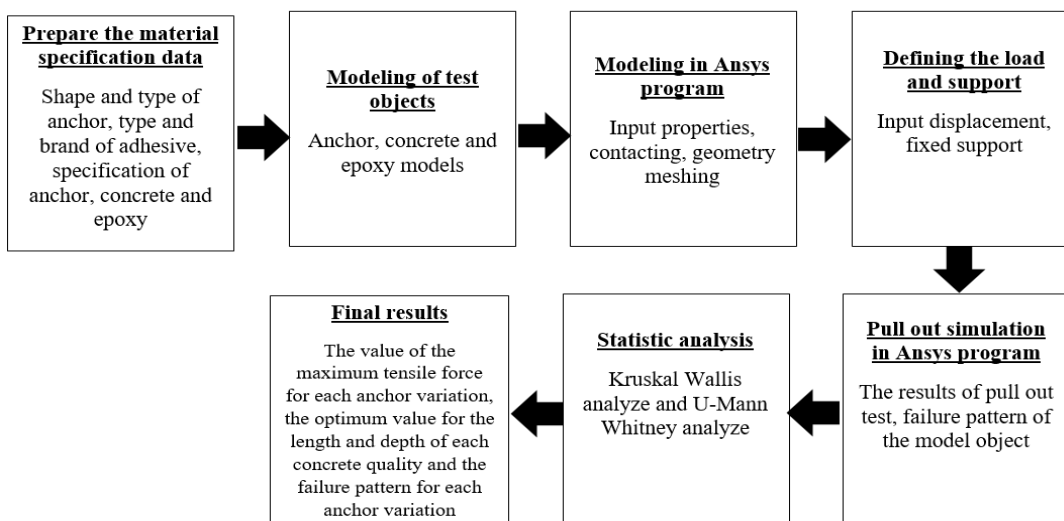 Prepare the material
specification data
Shape and type of
anchor, type and
brand of adhesive,
specification of
anchor, concrete and
epoxy
Modeling of test
objects
Anchor, concrete and
epoxy models
Modeling in Ansys
program
Input properties,
contacting, geometry
meshing
Defining the load
and support
Input displacement,
fixed support
Pull out simulation
in Ansys program
The results of pull out
test, failure pattern of
the model object
Statistic analysis
Kruskal Wallis
analyze and U-Mann
Whitney analyze
Final results
The value of the
maximum tensile force
for each anchor variation,
the optimum value for the
length and depth of each
concrete quality and the
failure pattern for each
anchor variation